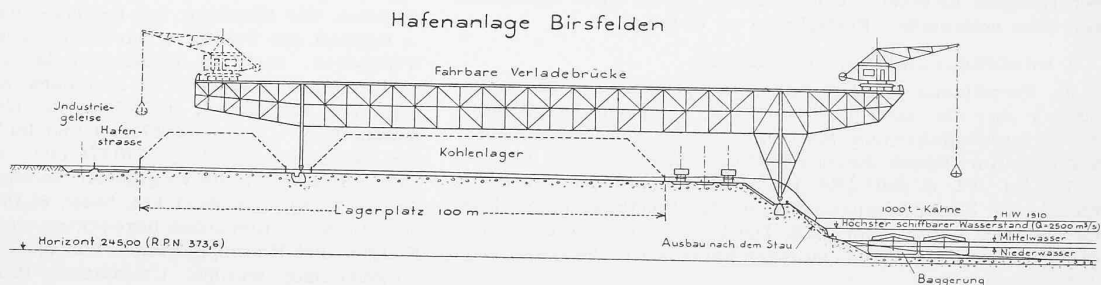 Hafenanlage Birsfelden
Fahrbare Verladebrücke
Jndustrie-
geleise
Hafen-
strasse
Kohlenlager
Lagerplatz 100 m
1000 t - Kähne
HW 1910
Höchster schiffbarer Wasserstand (Q=2500 m³/s)
Ausbau nach dem Stau
Mittelwasser
Horizont 245,00 (R.P.N. 373,6)
Niederwasser
Baggerung